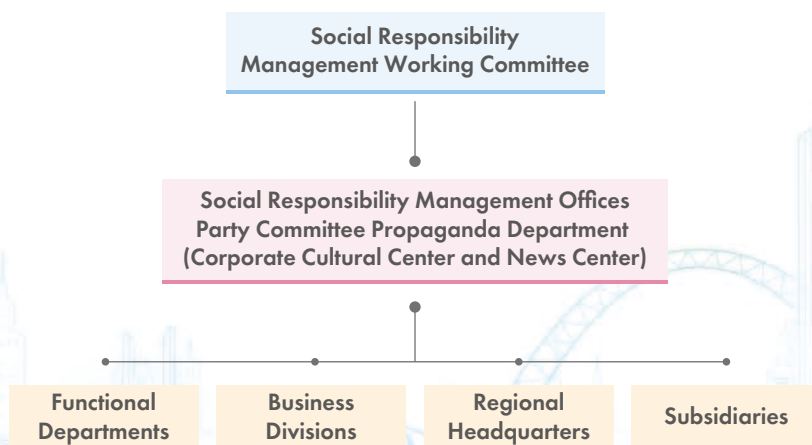 Social Responsibility
Management Working Committee
Social Responsibility Management Offices
Party Committee Propaganda Department
(Corporate Cultural Center and News Center)
Functional
Departments
Business
Divisions
Regional
Headquarters
Subsidiaries